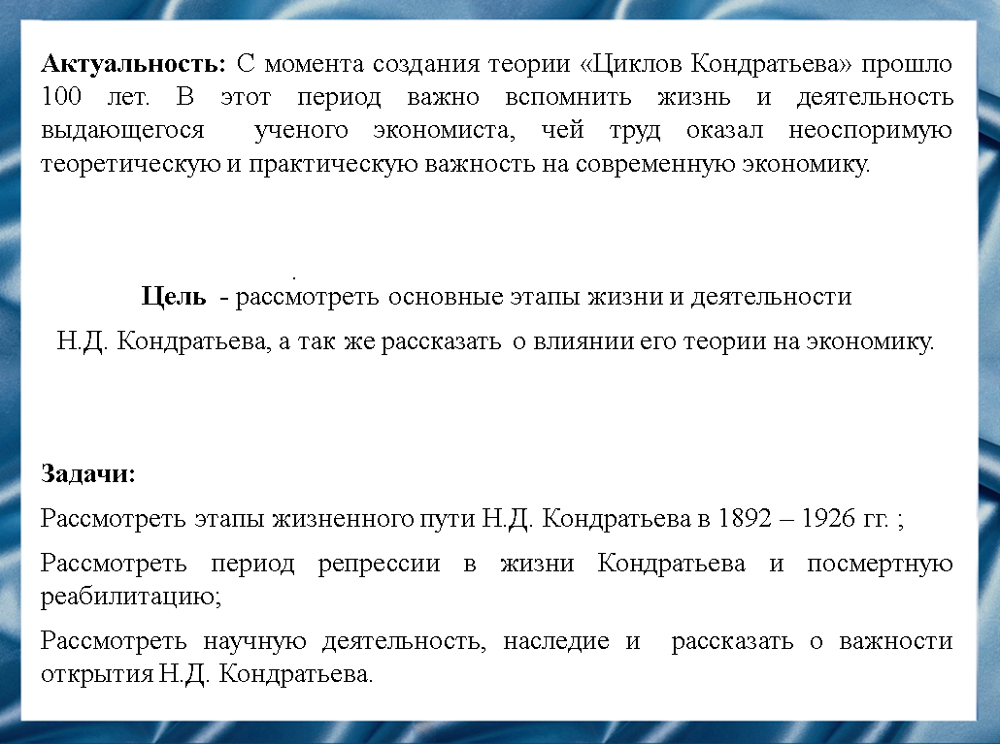 Актуальность: С момента создания теории «Циклов Кондратьева» прошло
100 лет. В этот период важно вспомнить жизнь и деятельность
выдающегося ученого экономиста, чей труд оказал неоспоримую
теоретическую и практическую важность на современную экономику.
.
Цель - рассмотреть основные этапы жизни и деятельности
Н.Д. Кондратьева, а так же рассказать о влиянии его теории на экономику.
Задачи:
Рассмотреть этапы жизненного пути Н.Д. Кондратьева в 1892 – 1926 гг. ;
Рассмотреть период репрессии в жизни Кондратьева и посмертную
реабилитацию;
Рассмотреть научную деятельность, наследие и рассказать о важности
открытия Н.Д. Кондратьева.